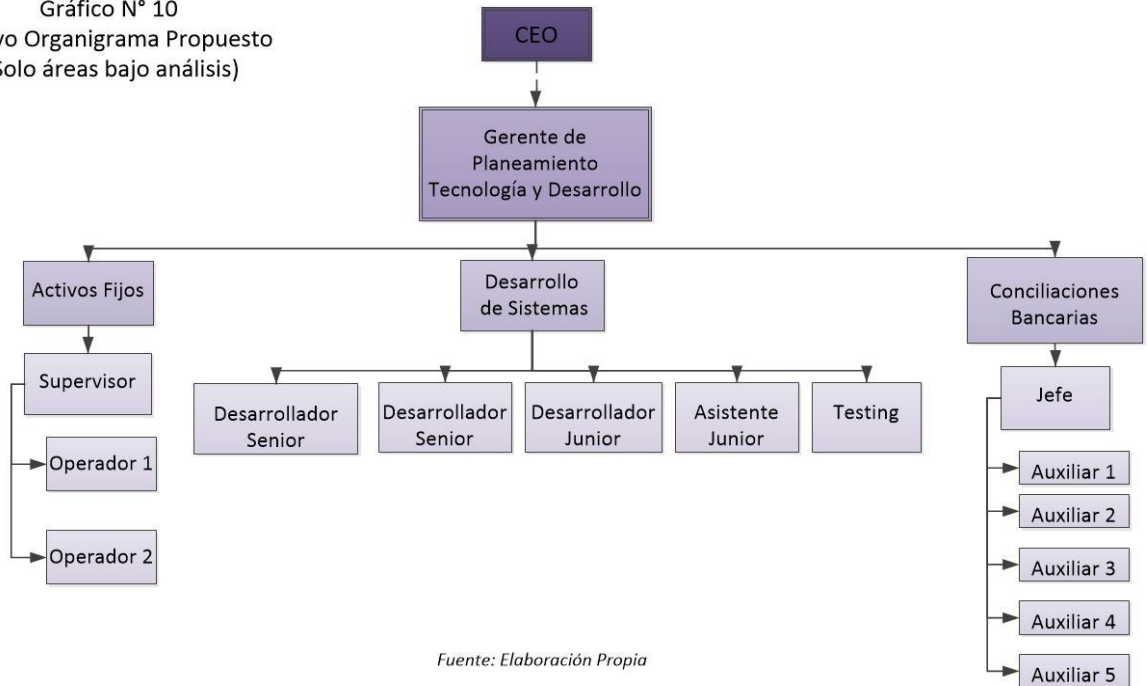 Gráfico N° 10
vo Organigrama Propuesto
Solo áreas bajo análisis)
CEO
Gerente de
Planeamiento
Tecnología y Desarrollo
Activos Fijos
Desarrollo
de Sistemas
Conciliaciones
Bancarias
Supervisor
Operador 1
Operador 2
Desarrollador
Senior
Desarrollador
Senior
Desarrollador
Junior
Asistente
Junior
Testing
Jefe
Auxiliar 1
Auxiliar 2
Auxiliar 3
Auxiliar 4
Auxiliar 5
Fuente: Elaboración Propia